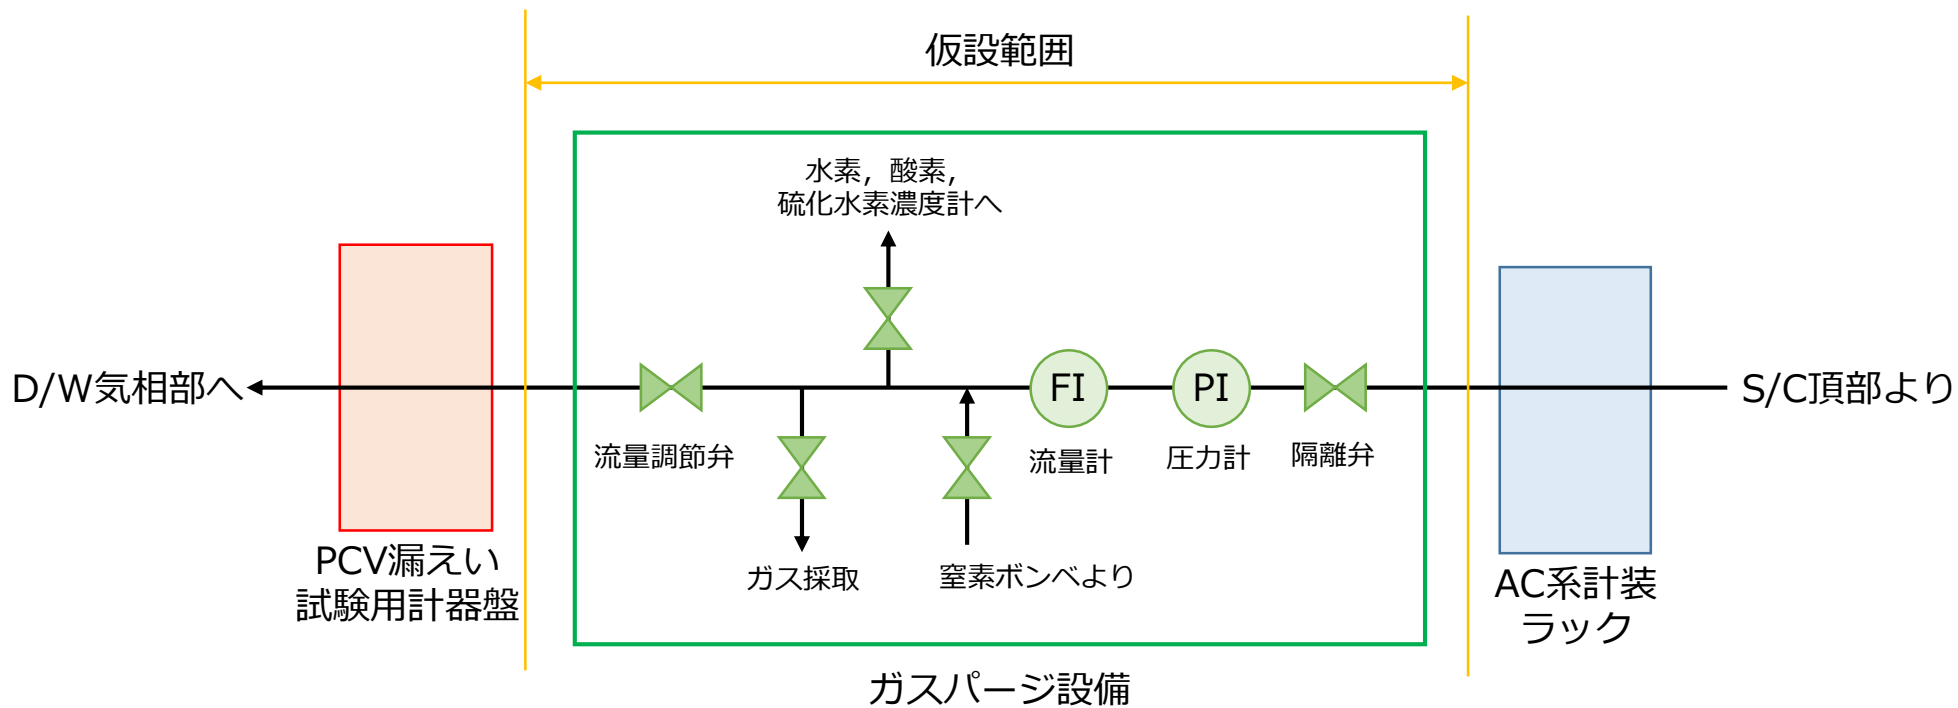 仮設範囲
水素，酸素，
硫化水素濃度計へ
D/W気相部へ
FI
PI
S/C頂部より
流量調節弁
流量計
圧力計
隔離弁
ガス採取
窒素ボンベより
PCV漏えい
試験用計器盤
AC系計装
ラック
ガスパージ設備